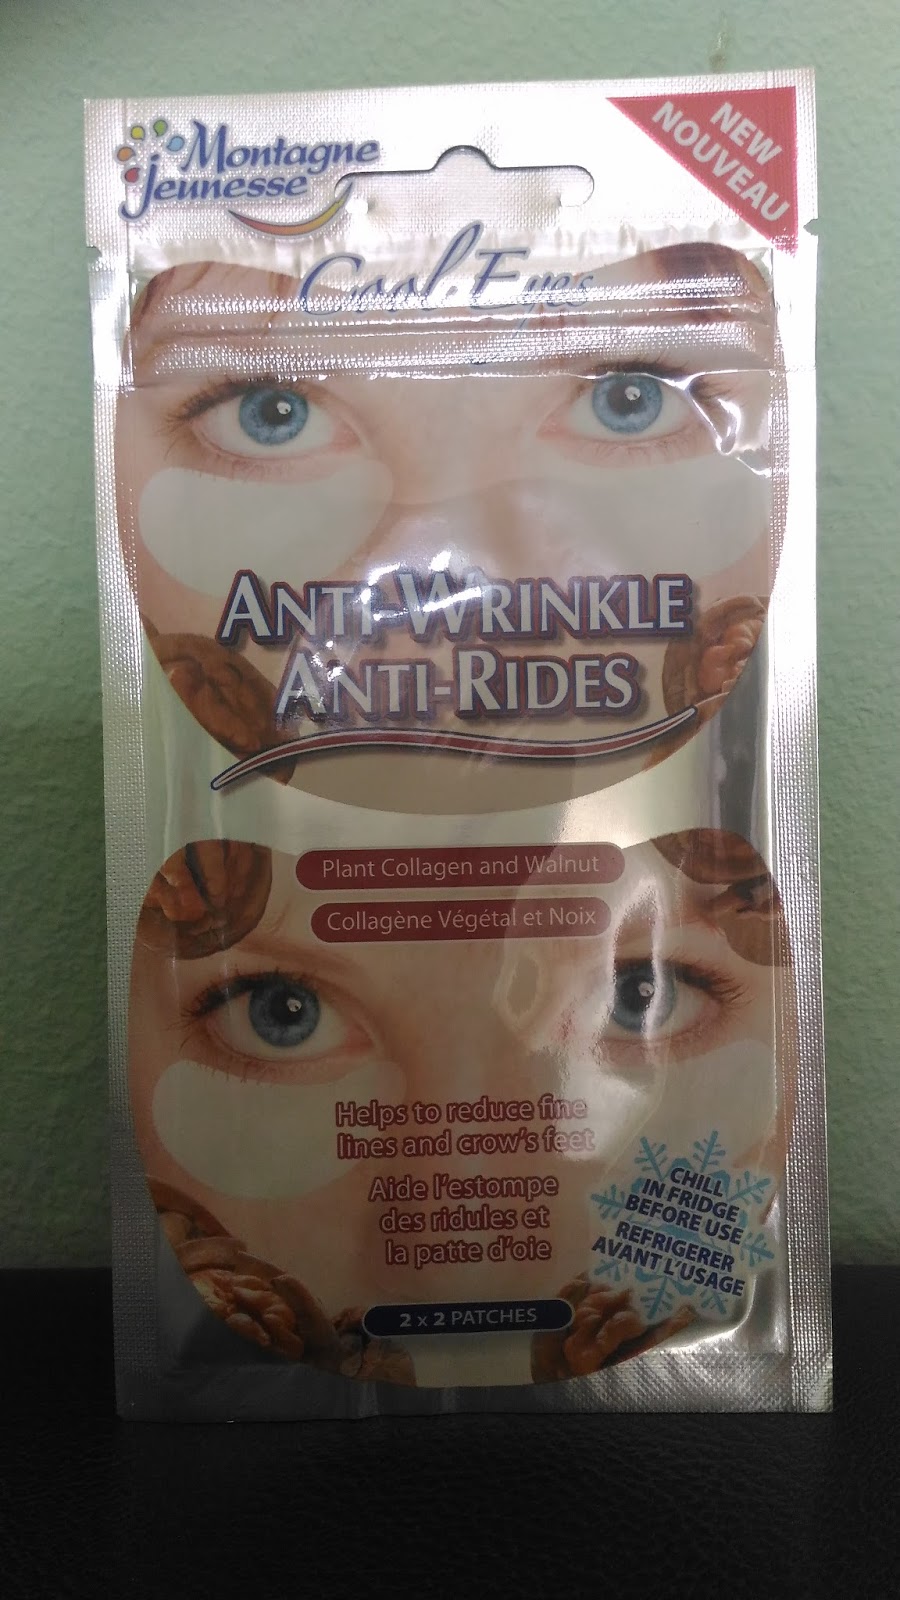 Montagne
Jeunesse
NEW
NOUVEAU
Cool Eyes
ANTI-WRINKLE
ANTI-RIDES
Plant Collagen and Walnut
Collagène Végétal et Noix
Helps to reduce fine
lines and crow's feet
Aide l'estompe
des ridules et
la patte d'oie
CHILL
IN FRIDGE
BEFORE USE
REFRIGERER
AVANT L'USAGE
2 x 2 PATCHES